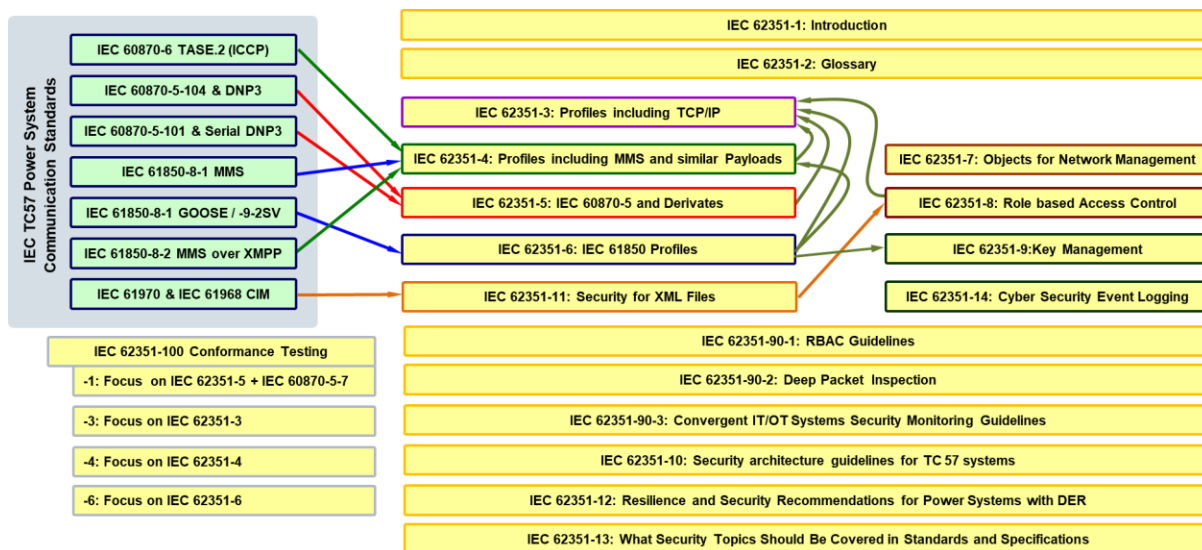 IEC TC57 Power System
Communication Standards
IEC 60870-6 TASE.2 (ICCP)
IEC 60870-5-104 & DNP3
IEC 60870-5-101 & Serial DNP3
IEC 61850-8-1 MMS
IEC 61850-8-1 GOOSE / -9-2SV
IEC 61850-8-2 MMS over XMPP
IEC 61970 & IEC 61968 CIM
IEC 62351-100 Conformance Testing
-1: Focus on IEC 62351-5 + IEC 60870-5-7
-3: Focus on IEC 62351-3
-4: Focus on IEC 62351-4
-6: Focus on IEC 62351-6
IEC 62351-1: Introduction
IEC 62351-2: Glossary
IEC 62351-3: Profiles including TCP/IP
IEC 62351-4: Profiles including MMS and similar Payloads
IEC 62351-5: IEC 60870-5 and Derivates
IEC 62351-6: IEC 61850 Profiles
IEC 62351-11: Security for XML Files
IEC 62351-7: Objects for Network Management
IEC 62351-8: Role based Access Control
IEC 62351-9:Key Management
IEC 62351-14: Cyber Security Event Logging
IEC 62351-90-1: RBAC Guidelines
IEC 62351-90-2: Deep Packet Inspection
IEC 62351-90-3: Convergent IT/OT Systems Security Monitoring Guidelines
IEC 62351-10: Security architecture guidelines for TC 57 systems
IEC 62351-12: Resilience and Security Recommendations for Power Systems with DER
IEC 62351-13: What Security Topics Should Be Covered in Standards and Specifications